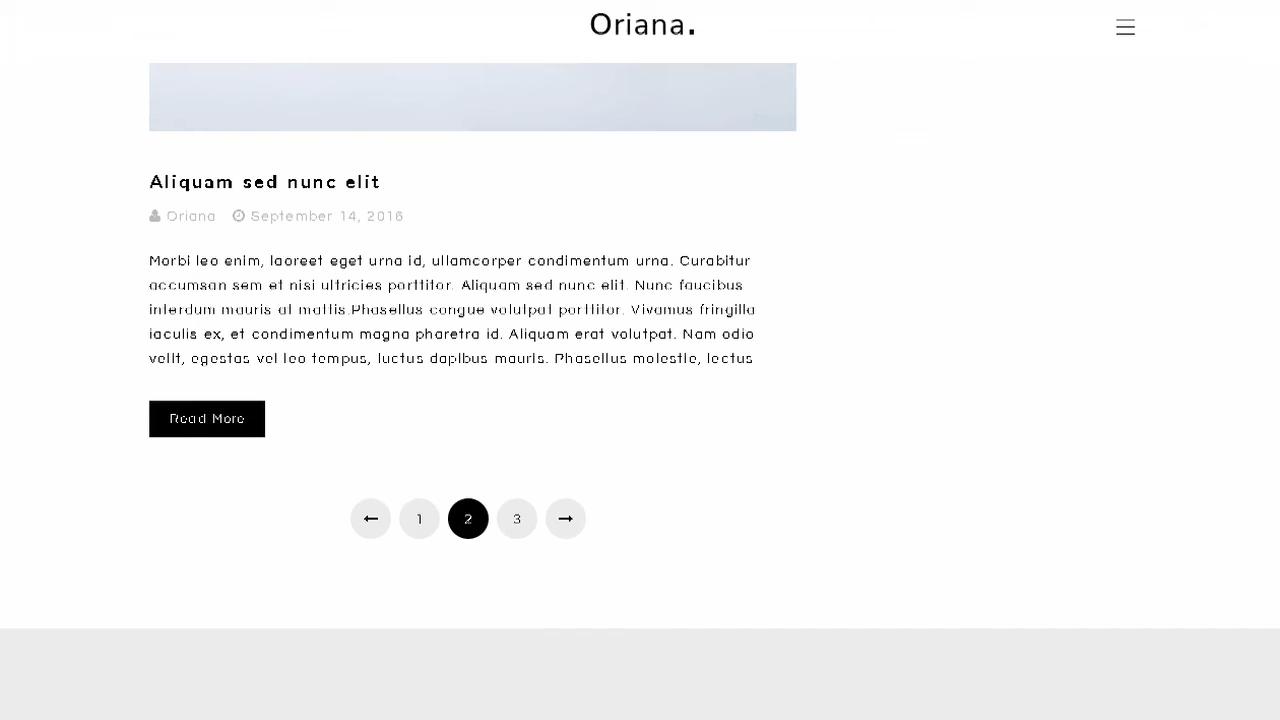 Oriana.
Aliquam sed nunc elit
Oriana September 14, 2016
Morbi leo enim, laoreet eget urna id, ullamcorper condimentum urna. Curabitur
accumsan sem et nisi ultricies porttitor. Aliquam sed nunc elit. Nunc faucibus
interdum mauris at mattis.Phasellus congue volutpat porttitor. Vivamus fringilla
iaculis ex, et condimentum magna pharetra id. Aliquam erat volutpat. Nam odio
velit, egestas vel leo tempus, luctus dapibus mauris. Phasellus molestie, lectus
Read More
← 1 2 3 →